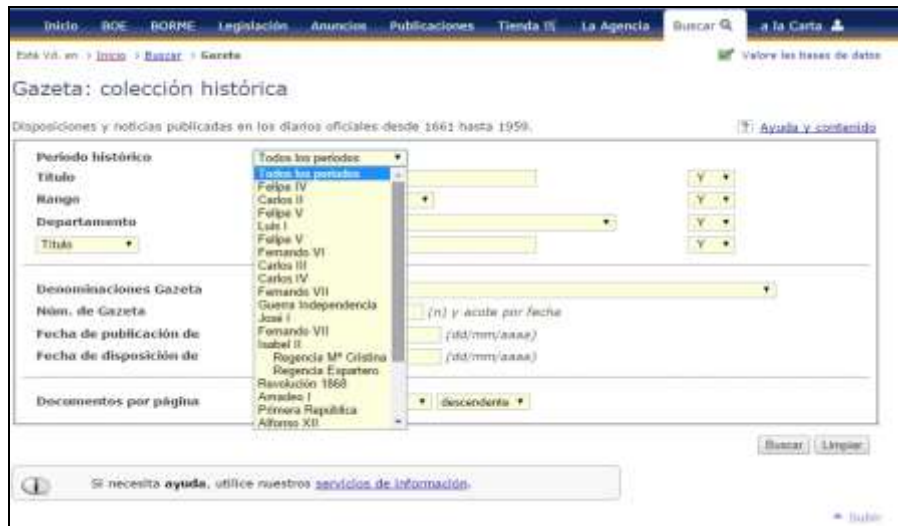 Inicio BOE BORME Legislación Anuncios Publicaciones Tienda Buscar a la Carta La Agencia
Está Vd. en > Inicio > Buscar > Gazeta
Valore las bases de datos
Gazeta: colección histórica
Disposiciones y noticias publicadas en los diarios oficiales desde 1661 hasta 1959.
Ayuda y contenido
Periodo histórico Todos los periodos
Título Y
Rango Y
Departamento Y
Título Y
Todos los periodos
Felipe IV
Carlos II
Felipe V
Luis I
Felipe V
Fernando VI
Carlos III
Carlos IV
Fernando VII
Guerra Independencia
José I
Fernando VII
Isabel II
Regencia Mª Cristina
Regencia Espartero
Revolución 1868
Amadeo I
Primera República
Alfonso XII
Denominaciones Gazeta
Núm. de Gazeta (n) y acote por fecha
Fecha de publicación de (dd/mm/aaaa)
Fecha de disposición de (dd/mm/aaaa)
Documentos por página descendente
Buscar Limpiar
Si necesita ayuda, utilice nuestros servicios de información.
Subir